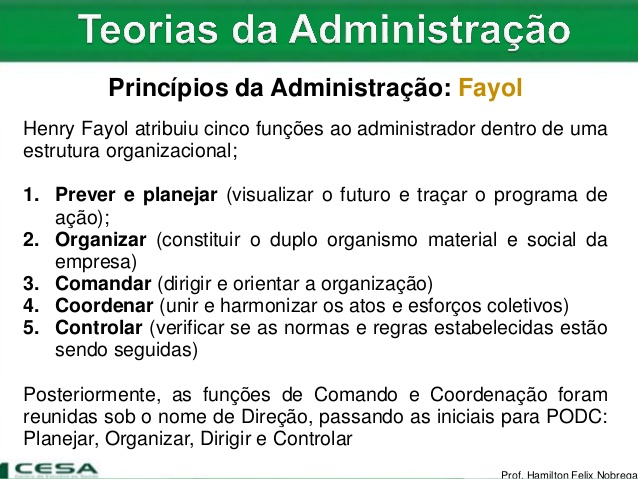 Teorias da Administração
Princípios da Administração: Fayol
Henry Fayol atribuiu cinco funções ao administrador dentro de uma
estrutura organizacional;
1. Prever e planejar (visualizar o futuro e traçar o programa de
ação);
2. Organizar (constituir o duplo organismo material e social da
empresa)
3. Comandar (dirigir e orientar a organização)
4. Coordenar (unir e harmonizar os atos e esforços coletivos)
5. Controlar (verificar se as normas e regras estabelecidas estão
sendo seguidas)
Posteriormente, as funções de Comando e Coordenação foram
reunidas sob o nome de Direção, passando as iniciais para PODC:
Planejar, Organizar, Dirigir e Controlar
CESA
Prof. Hamilton Felix Nobrega